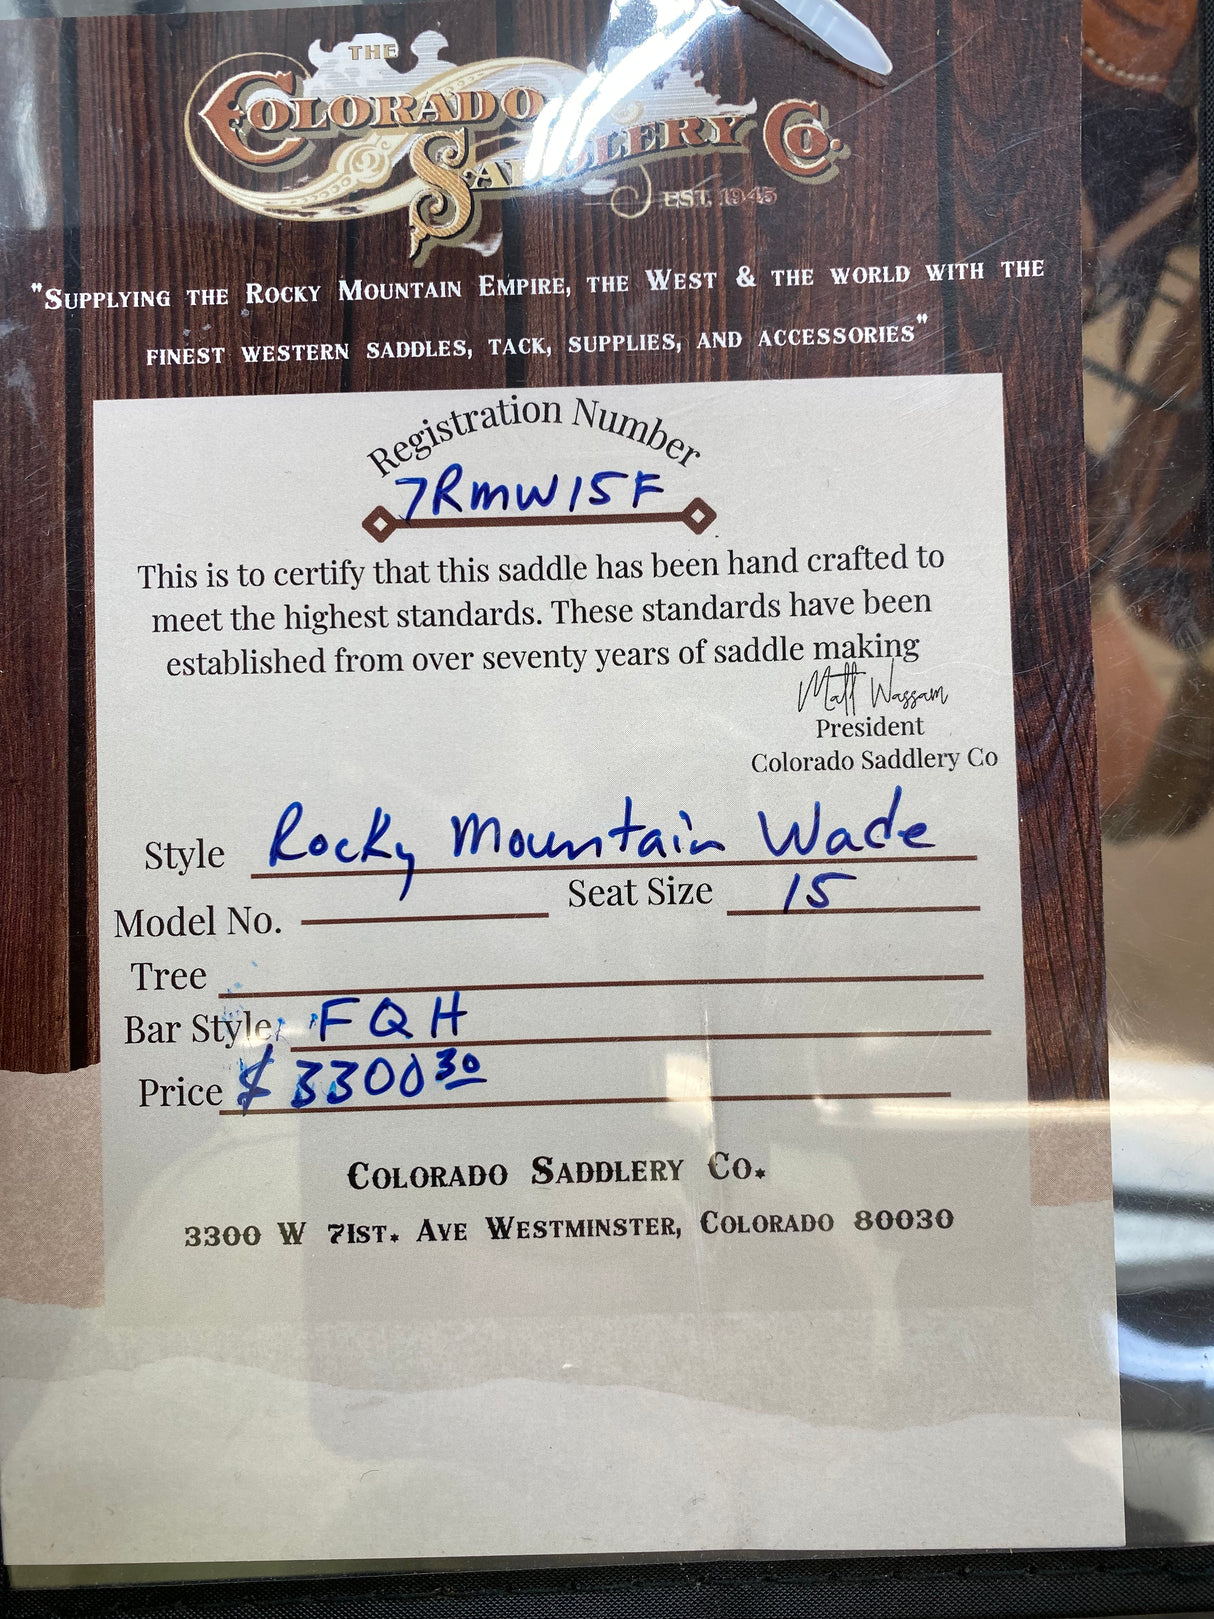 THE
COLORADO
SADDLERY CO.
EST. 1945
"SUPPLYING THE ROCKY MOUNTAIN EMPIRE, THE WEST & THE WORLD WITH THE
FINEST WESTERN SADDLES, TACK, SUPPLIES, AND ACCESSORIES"
Registration Number
7RMW15F
This is to certify that this saddle has been hand crafted to
meet the highest standards. These standards have been
established from over seventy years of saddle making
Matt Wassam
President
Colorado Saddlery Co
Style Rocky Mountain Wade
Model No. Seat Size 15
Tree
Bar Style: FQH
Price $ 3300 30
COLORADO SADDLERY CO.
3300 W 71ST. AVE WESTMINSTER, COLORADO 80030